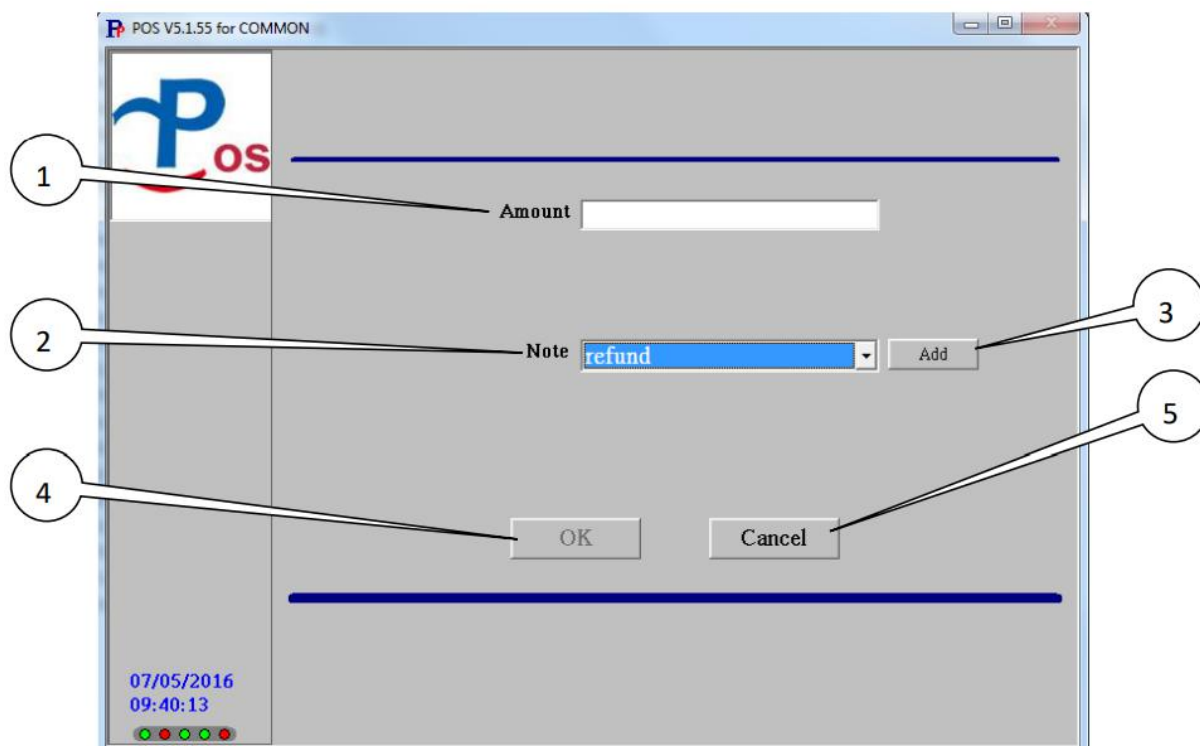 POS V5.1.55 for COMMON
Pos
1
Amount
2
Note refund Add
3
5
4
OK Cancel
07/05/2016
09:40:13